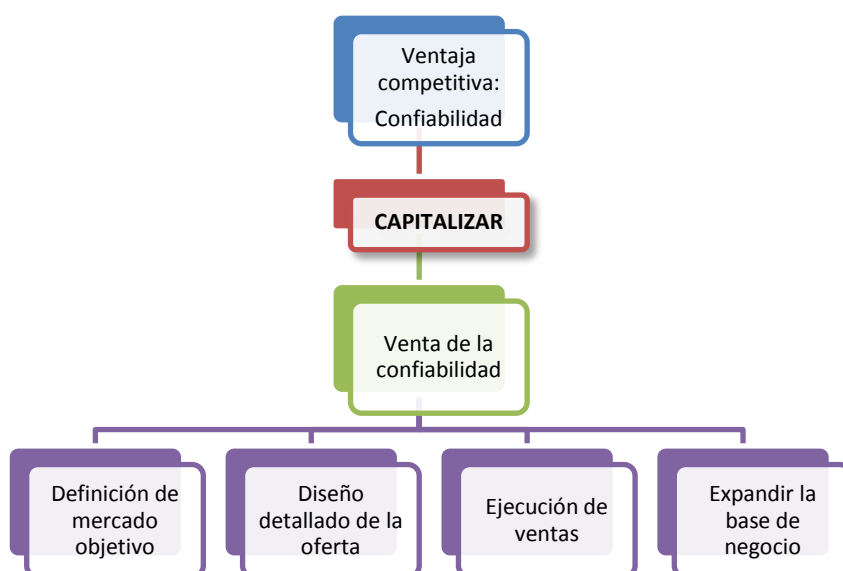 Ventaja
competitiva:
Confiabilidad
CAPITALIZAR
Venta de la
confiabilidad
Definición de
mercado
objetivo
Diseño
detallado de la
oferta
Ejecución de
ventas
Expandir la
base de
negocio